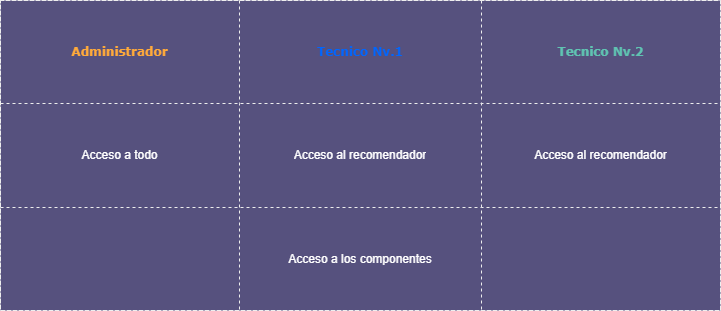 Administrador
Tecnico Nv.1
Tecnico Nv.2
Acceso a todo
Acceso al recomendador
Acceso al recomendador
Acceso a los componentes